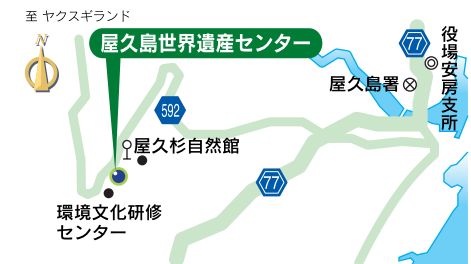 至 ヤクスギランド
N
屋久島世界遺産センター
77
役場安房支所
屋久島署
592
屋久杉自然館
77
環境文化研修
センター